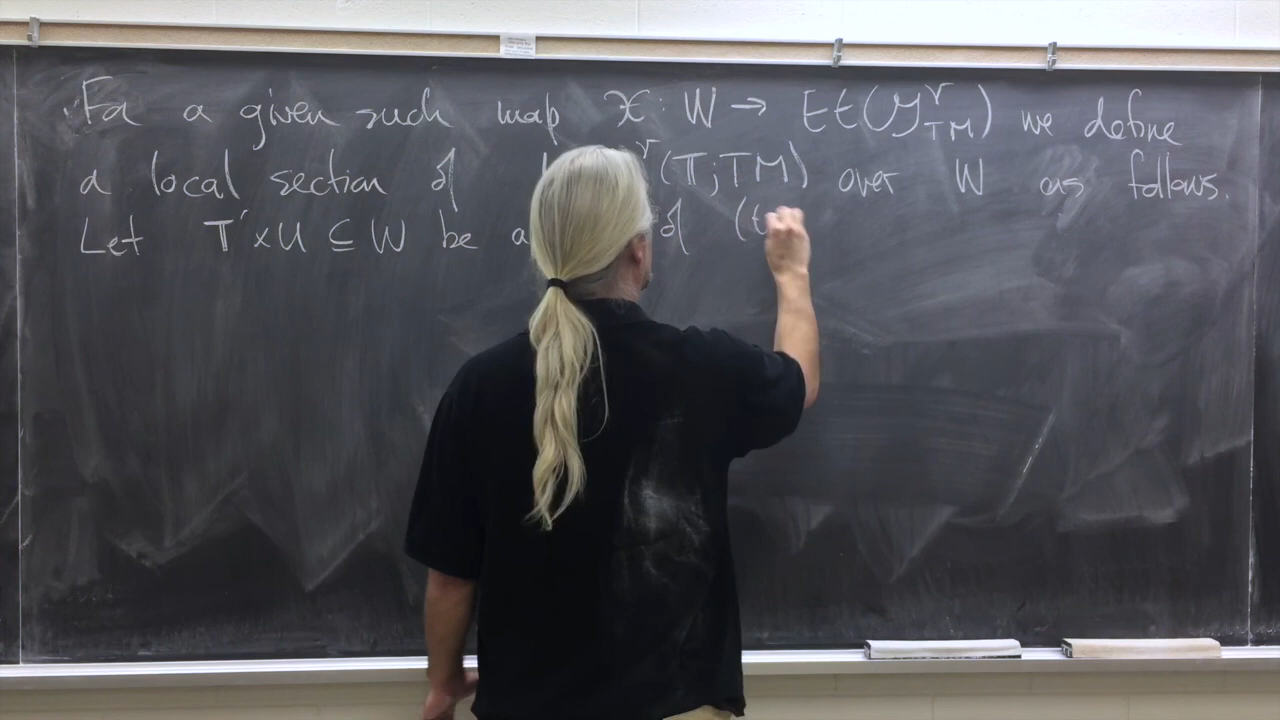 For a given such map 𝒳 : W → Et(𝒴^r_TM) we define
a local section of ^r(𝕋;TM) over W as follows.
Let 𝕋' × U ⊆ W be a of (t